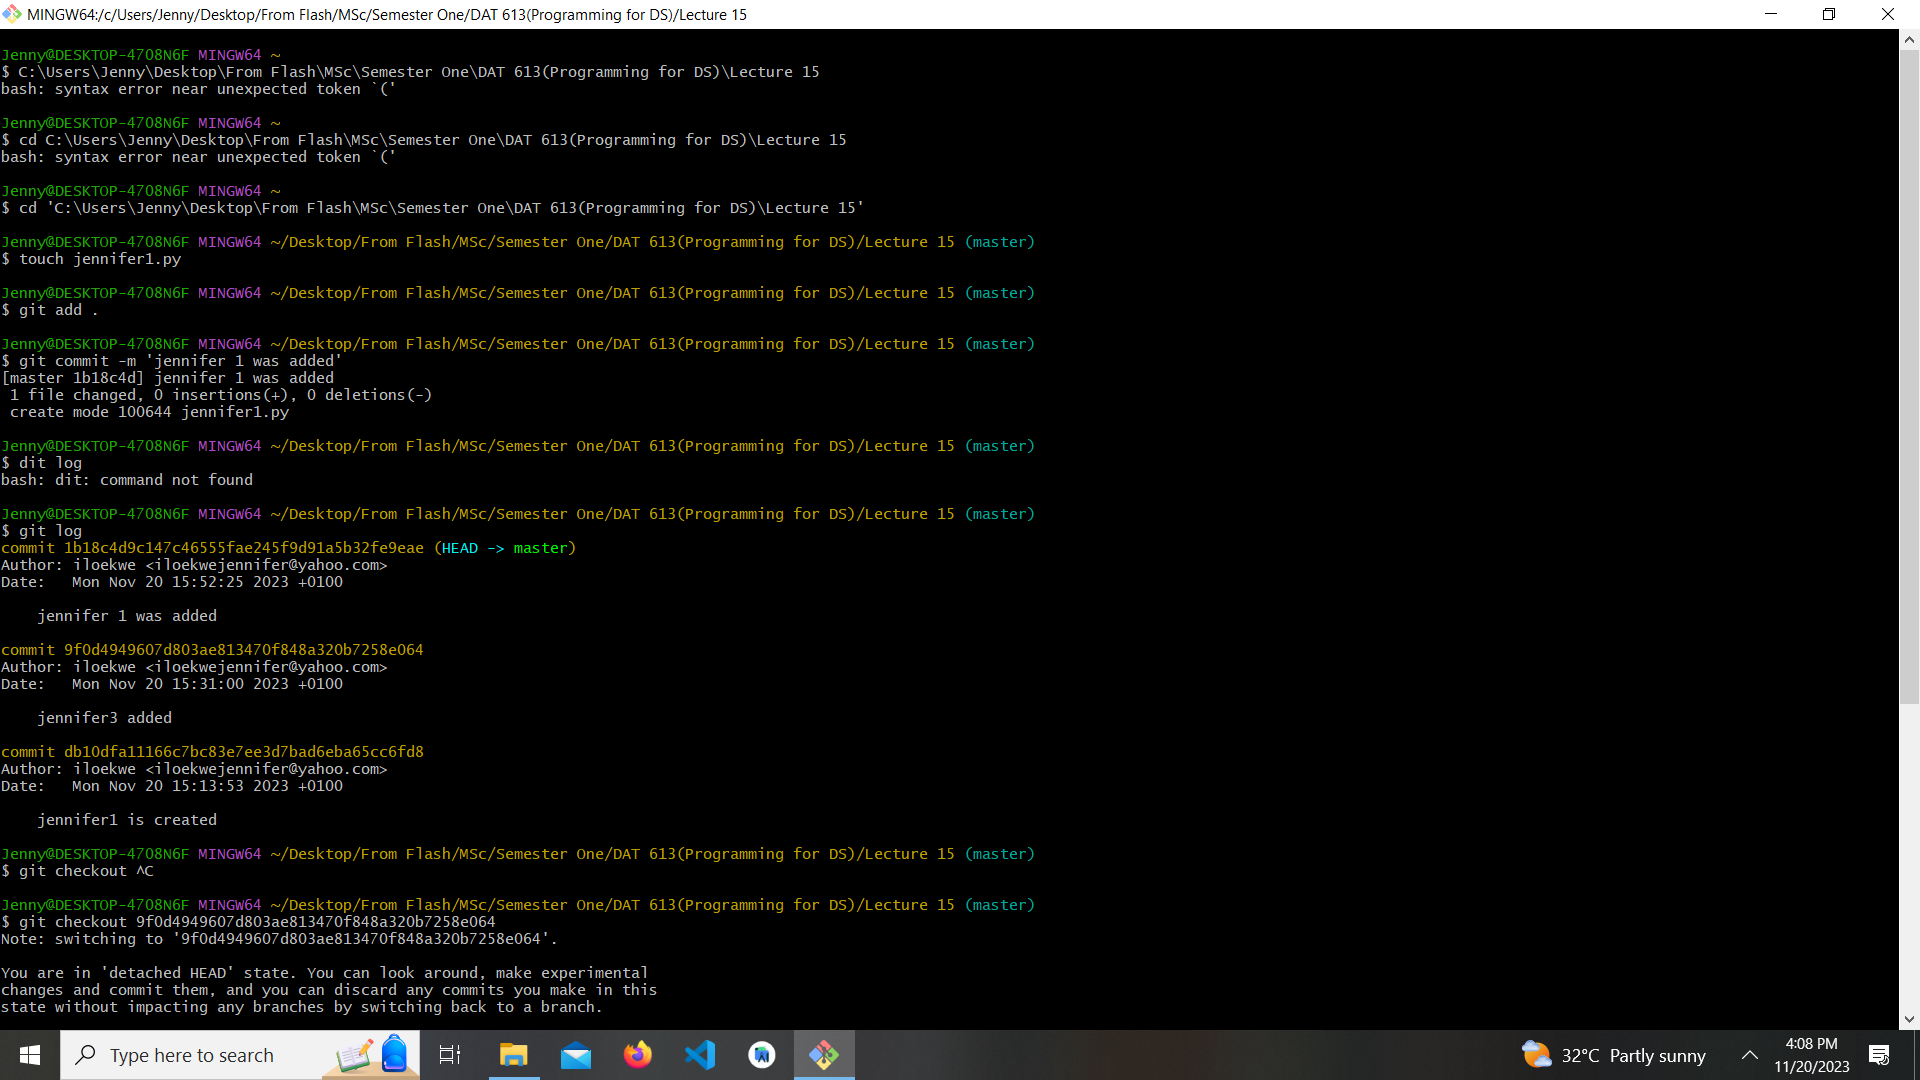 MINGW64:/c/Users/Jenny/Desktop/From Flash/MSc/Semester One/DAT 613(Programming for DS)/Lecture 15
Jenny@DESKTOP-47O8N6F MINGW64 ~
$ C:\Users\Jenny\Desktop\From Flash\MSc\Semester One\DAT 613(Programming for DS)\Lecture 15
bash: syntax error near unexpected token `('
Jenny@DESKTOP-47O8N6F MINGW64 ~
$ cd C:\Users\Jenny\Desktop\From Flash\MSc\Semester One\DAT 613(Programming for DS)\Lecture 15
bash: syntax error near unexpected token `('
Jenny@DESKTOP-47O8N6F MINGW64 ~
$ cd 'C:\Users\Jenny\Desktop\From Flash\MSc\Semester One\DAT 613(Programming for DS)\Lecture 15'
Jenny@DESKTOP-47O8N6F MINGW64 ~/Desktop/From Flash/MSc/Semester One/DAT 613(Programming for DS)/Lecture 15 (master)
$ touch jennifer1.py
Jenny@DESKTOP-47O8N6F MINGW64 ~/Desktop/From Flash/MSc/Semester One/DAT 613(Programming for DS)/Lecture 15 (master)
$ git add .
Jenny@DESKTOP-47O8N6F MINGW64 ~/Desktop/From Flash/MSc/Semester One/DAT 613(Programming for DS)/Lecture 15 (master)
$ git commit -m 'jennifer 1 was added'
[master 1b18c4d] jennifer 1 was added
 1 file changed, 0 insertions(+), 0 deletions(-)
 create mode 100644 jennifer1.py
Jenny@DESKTOP-47O8N6F MINGW64 ~/Desktop/From Flash/MSc/Semester One/DAT 613(Programming for DS)/Lecture 15 (master)
$ dit log
bash: dit: command not found
Jenny@DESKTOP-47O8N6F MINGW64 ~/Desktop/From Flash/MSc/Semester One/DAT 613(Programming for DS)/Lecture 15 (master)
$ git log
commit 1b18c4d9c147c46555fae245f9d91a5b32fe9eae (HEAD -> master)
Author: iloekwe <iloekwejennifer@yahoo.com>
Date:   Mon Nov 20 15:52:25 2023 +0100
    jennifer 1 was added
commit 9f0d4949607d803ae813470f848a320b7258e064
Author: iloekwe <iloekwejennifer@yahoo.com>
Date:   Mon Nov 20 15:31:00 2023 +0100
    jennifer3 added
commit db10dfa11166c7bc83e7ee3d7bad6eba65cc6fd8
Author: iloekwe <iloekwejennifer@yahoo.com>
Date:   Mon Nov 20 15:13:53 2023 +0100
    jennifer1 is created
Jenny@DESKTOP-47O8N6F MINGW64 ~/Desktop/From Flash/MSc/Semester One/DAT 613(Programming for DS)/Lecture 15 (master)
$ git checkout ^C
Jenny@DESKTOP-47O8N6F MINGW64 ~/Desktop/From Flash/MSc/Semester One/DAT 613(Programming for DS)/Lecture 15 (master)
$ git checkout 9f0d4949607d803ae813470f848a320b7258e064
Note: switching to '9f0d4949607d803ae813470f848a320b7258e064'.
You are in 'detached HEAD' state. You can look around, make experimental
changes and commit them, and you can discard any commits you make in this
state without impacting any branches by switching back to a branch.
Type here to search
32°C Partly sunny
4:08 PM
11/20/2023